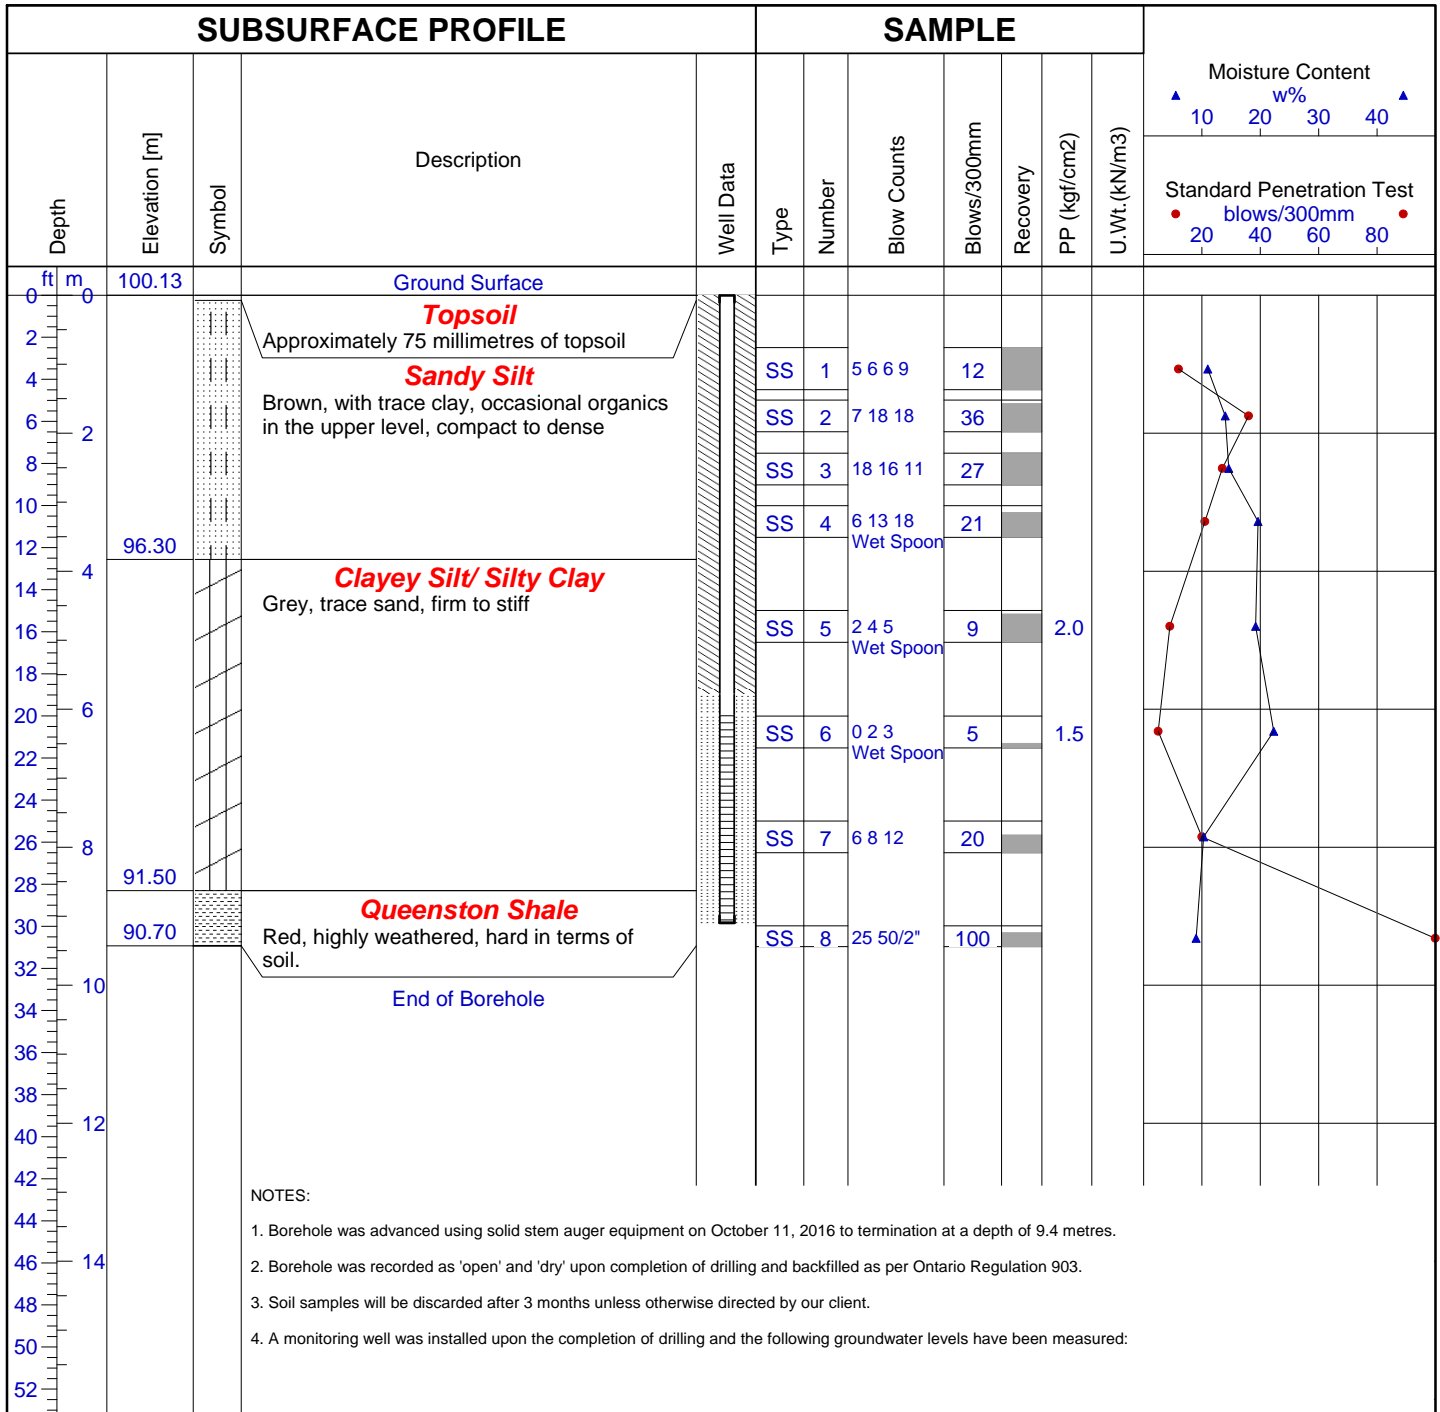 SUBSURFACE PROFILE
SAMPLE
Depth
Elevation [m]
Symbol
Description
Well Data
Type
Number
Blow Counts
Blows/300mm
Recovery
PP (kgf/cm2)
U.Wt.(kN/m3)
Moisture Content
w%
10 20 30 40
Standard Penetration Test
blows/300mm
20 40 60 80
ft m
100.13
Ground Surface
0 0
Topsoil
Approximately 75 millimetres of topsoil
2
Sandy Silt
Brown, with trace clay, occasional organics
in the upper level, compact to dense
SS 1 5 6 6 9 12
4
SS 2 7 18 18 36
6 2
SS 3 18 16 11 27
8
10
SS 4 6 13 18 21
Wet Spoon
12
96.30
4
Clayey Silt/ Silty Clay
Grey, trace sand, firm to stiff
14
16
SS 5 2 4 5 9 2.0
Wet Spoon
18
20 6
SS 6 0 2 3 5 1.5
Wet Spoon
22
24
26 8
SS 7 6 8 12 20
91.50
28
Queenston Shale
Red, highly weathered, hard in terms of
soil.
30
90.70
SS 8 25 50/2" 100
32
10
End of Borehole
34
36
38
12
40
42
NOTES:
44
1. Borehole was advanced using solid stem auger equipment on October 11, 2016 to termination at a depth of 9.4 metres.
46 14
2. Borehole was recorded as 'open' and 'dry' upon completion of drilling and backfilled as per Ontario Regulation 903.
48
3. Soil samples will be discarded after 3 months unless otherwise directed by our client.
50
4. A monitoring well was installed upon the completion of drilling and the following groundwater levels have been measured:
52